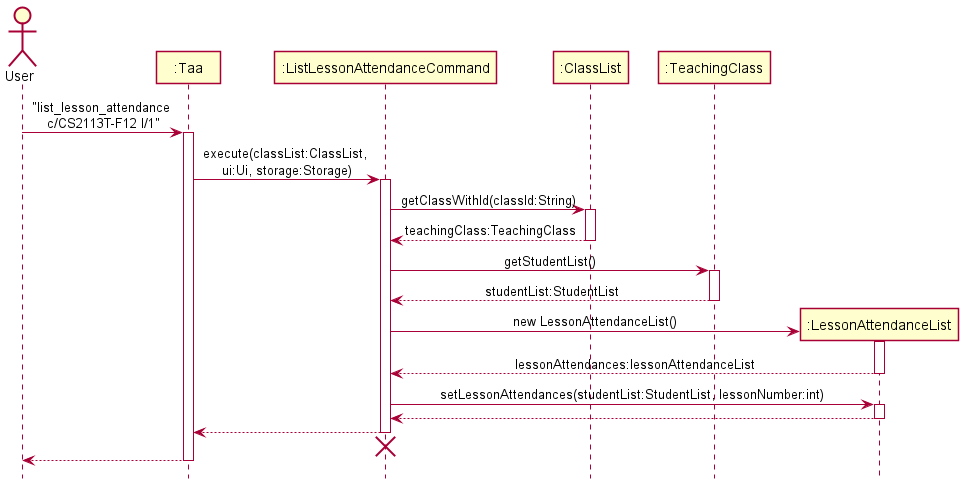 User
:Taa
:ListLessonAttendanceCommand
:ClassList
:TeachingClass
"list_lesson_attendance
c/CS2113T-F12 l/1"
execute(classList:ClassList,
ui:Ui, storage:Storage)
getClassWithId(classId:String)
teachingClass:TeachingClass
getStudentList()
studentList:StudentList
new LessonAttendanceList()
:LessonAttendanceList
lessonAttendances:lessonAttendanceList
setLessonAttendances(studentList:StudentList, lessonNumber:int)